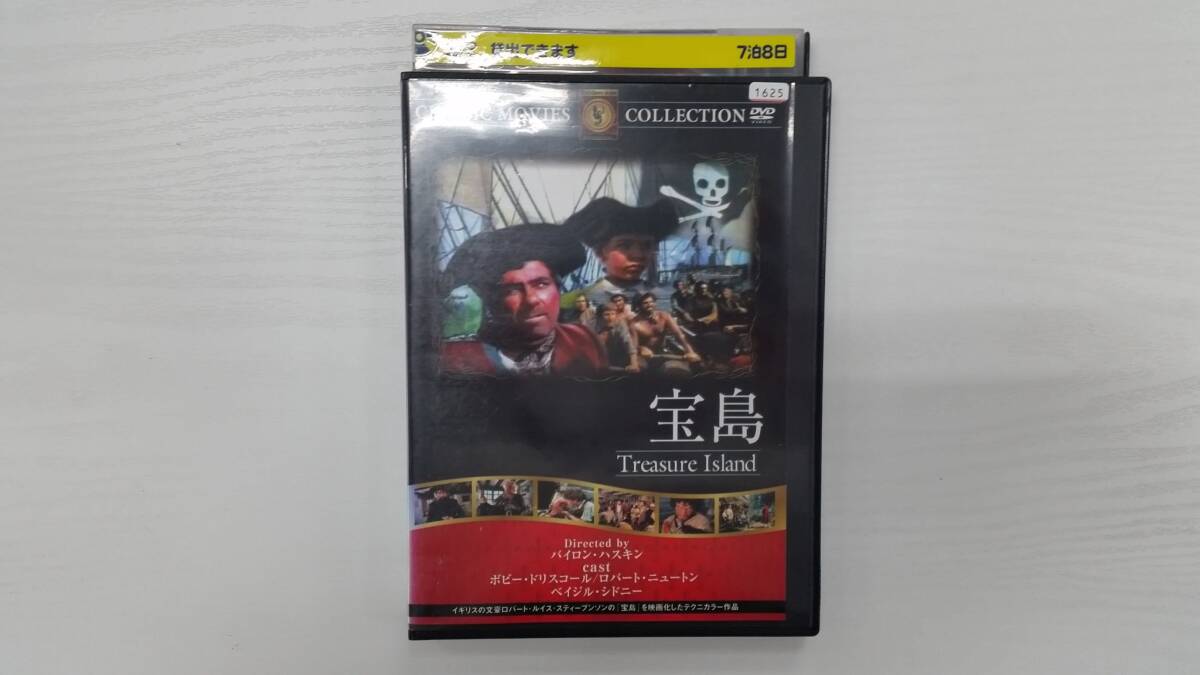 貸出できます 7泊8日
1625
CLASSIC MOVIES COLLECTION DVD
VIDEO
宝島
Treasure Island
Directed by
バイロン・ハスキン
cast
ボビー・ドリスコール/ロバート・ニュートン
ベイジル・シドニー
イギリスの文豪ロバート・ルイス・スティーブンソンの「宝島」を映画化したテクニカラー作品